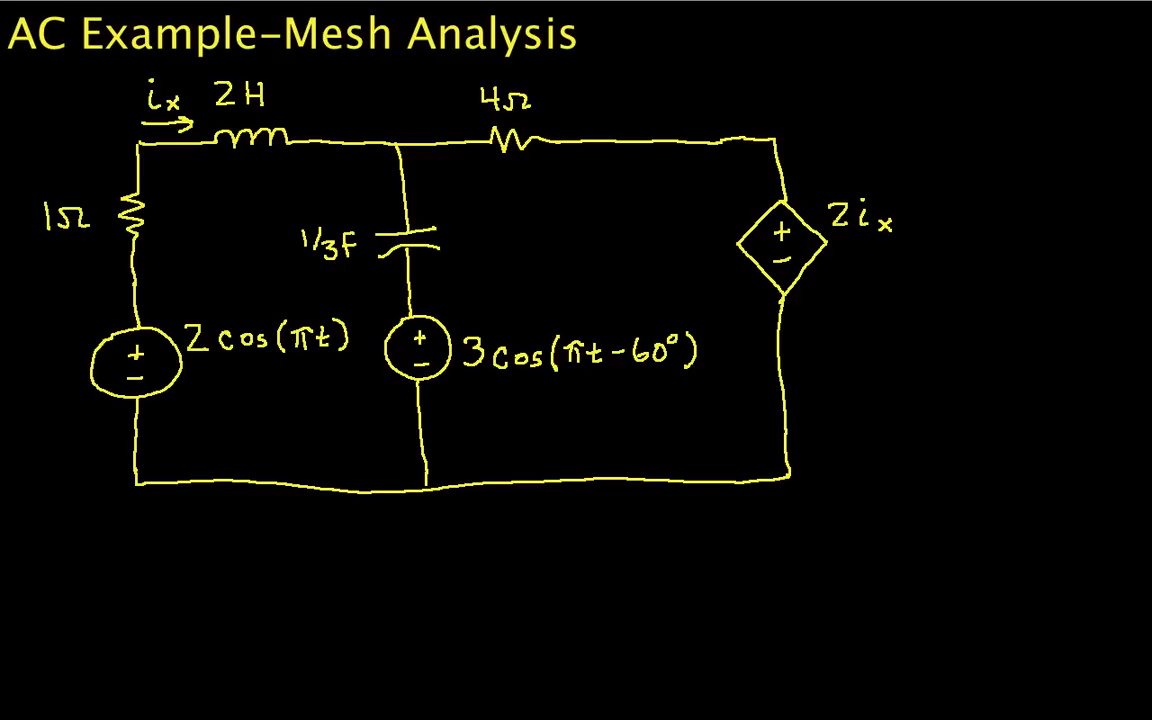 AC Example-Mesh Analysis
iₓ 2H 4Ω
1Ω 1/3F + − 2iₓ
+ − 2cos(πt) + − 3cos(πt-60°)